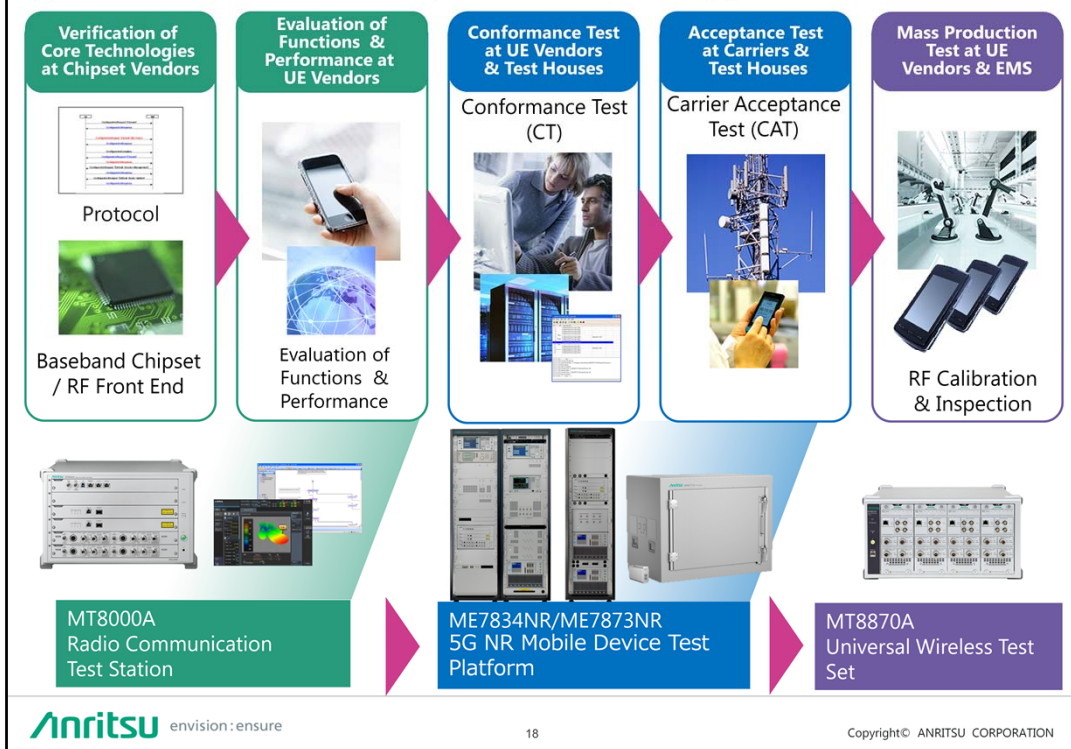 Verification of
Core Technologies
at Chipset Vendors
Protocol
Baseband Chipset
/ RF Front End
Evaluation of
Functions &
Performance at
UE Vendors
Evaluation of
Functions &
Performance
Conformance Test
at UE Vendors
& Test Houses
Conformance Test
(CT)
Acceptance Test
at Carriers &
Test Houses
Carrier Acceptance
Test (CAT)
Mass Production
Test at UE
Vendors & EMS
RF Calibration
& Inspection
Anritsu
MT8000A
Radio Communication
Test Station
ME7834NR/ME7873NR
5G NR Mobile Device Test
Platform
MT8870A
Universal Wireless Test
Set
Anritsu envision : ensure
18
Copyright© ANRITSU CORPORATION